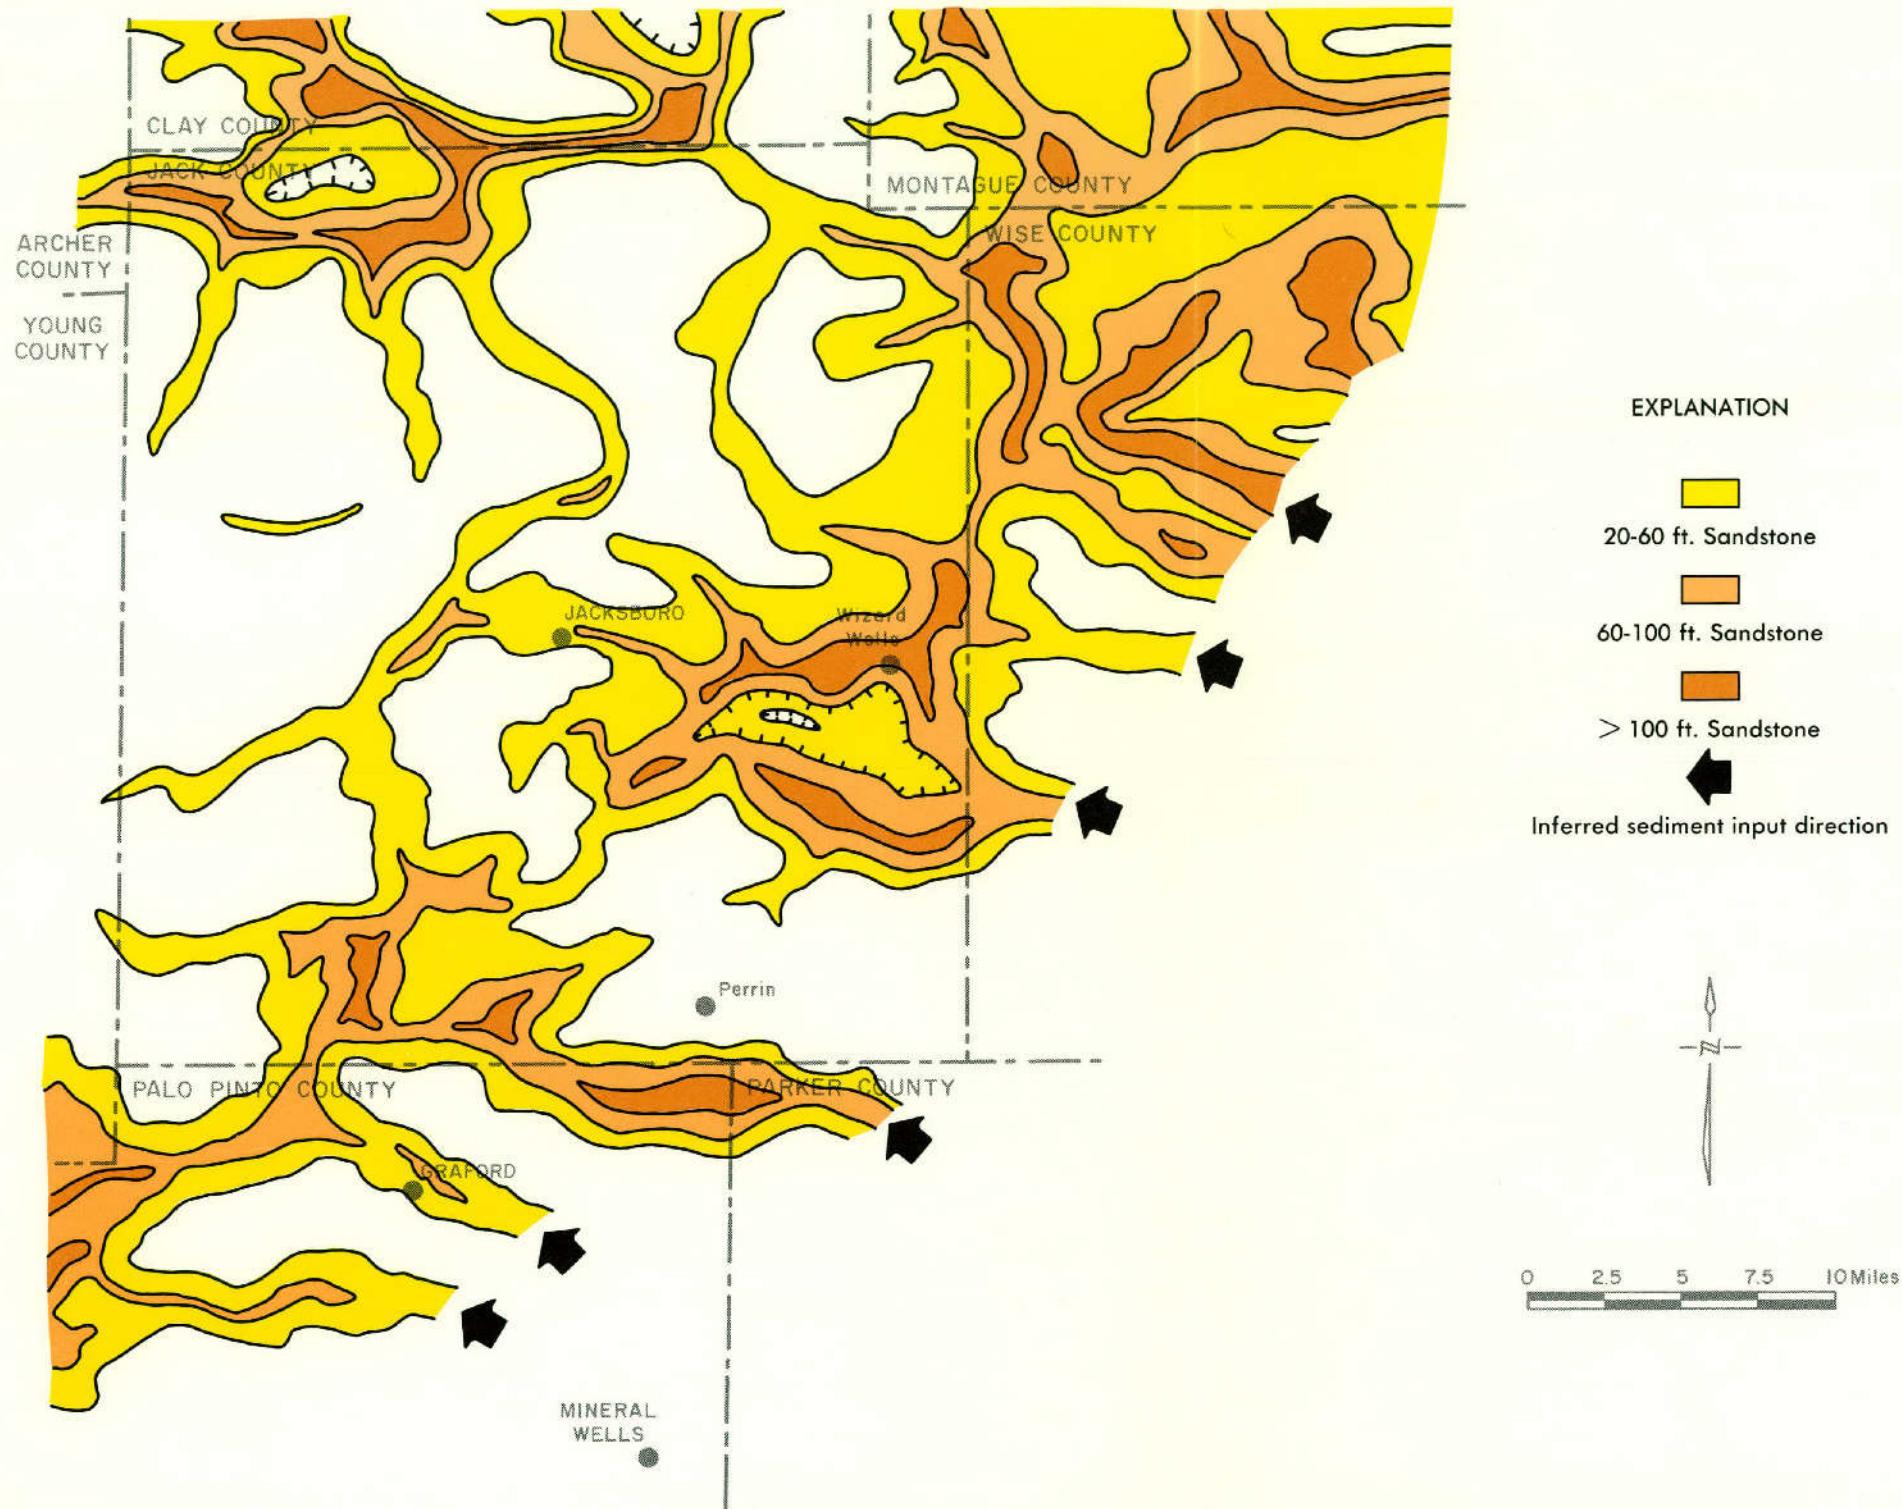 CLAY COUNTY
JACK COUNTY
MONTAGUE COUNTY
WISE COUNTY
ARCHER
COUNTY
YOUNG
COUNTY
EXPLANATION
20-60 ft. Sandstone
60-100 ft. Sandstone
> 100 ft. Sandstone
Inferred sediment input direction
JACKSBORO
Wizard
Wells
Perrin
N
PALO PINTO COUNTY
PARKER COUNTY
GRAFORD
0 2.5 5 7.5 10 Miles
MINERAL
WELLS